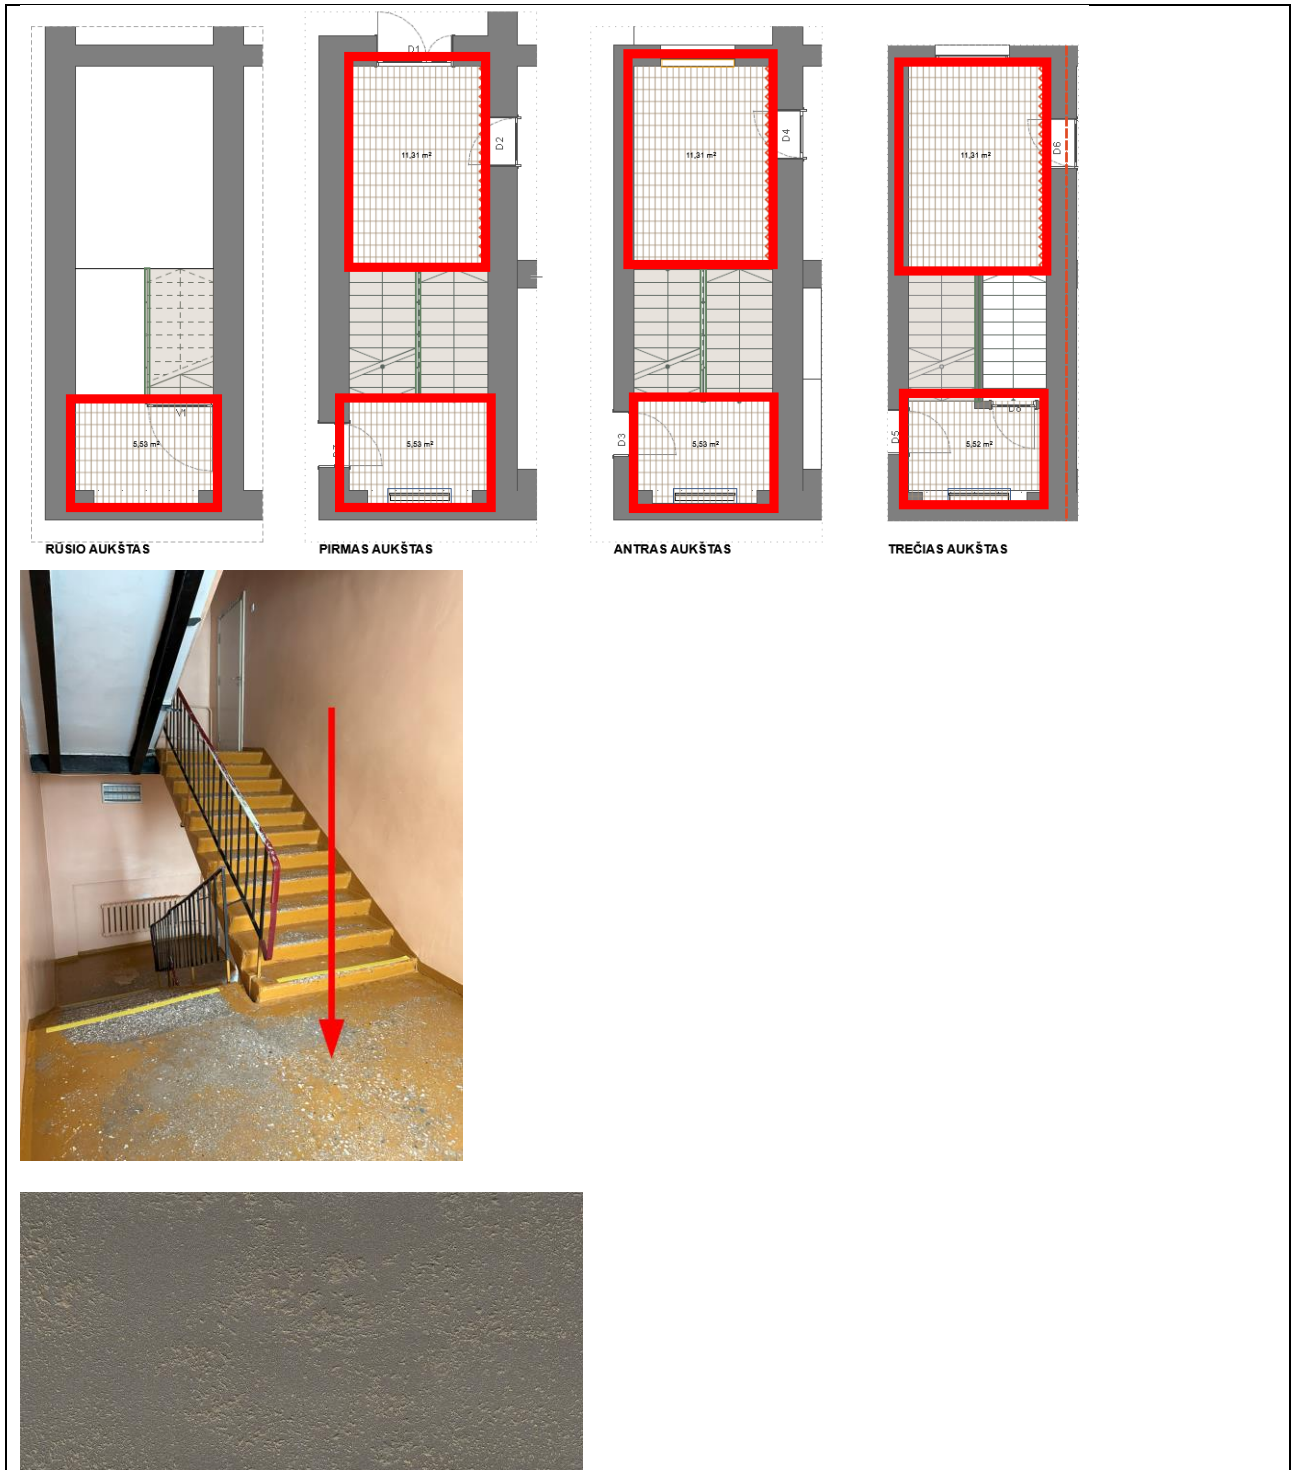 D1
D2
D4
D6
11,31 m²
11,31 m²
11,31 m²
V1
D3
D5
D8
5,53 m²
5,53 m²
5,53 m²
5,52 m²
RŪSIO AUKŠTAS
PIRMAS AUKŠTAS
ANTRAS AUKŠTAS
TREČIAS AUKŠTAS